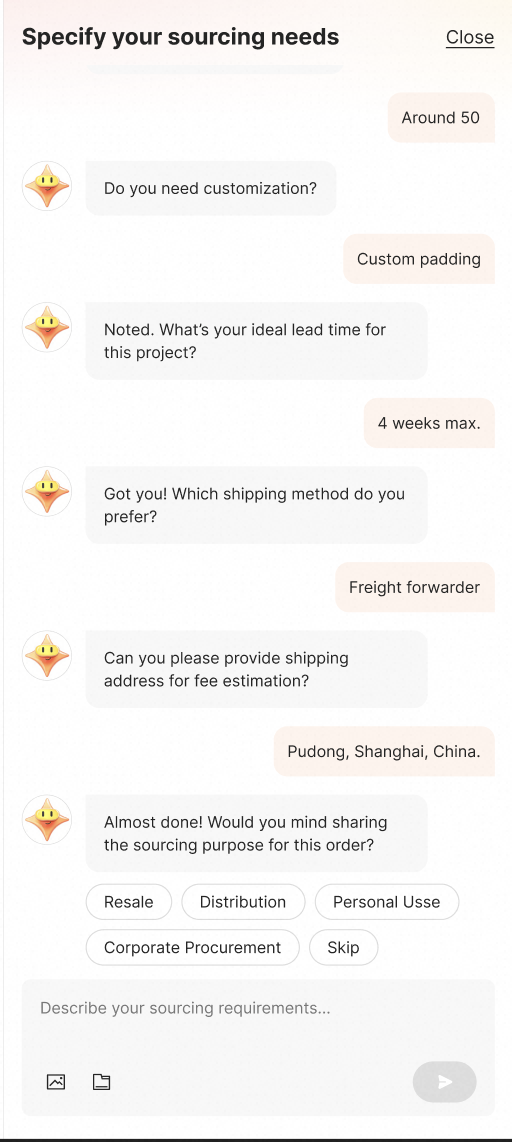 Specify your sourcing needs
Close
Around 50
Do you need customization?
Custom padding
Noted. What’s your ideal lead time for
this project?
4 weeks max.
Got you! Which shipping method do you
prefer?
Freight forwarder
Can you please provide shipping
address for fee estimation?
Pudong, Shanghai, China.
Almost done! Would you mind sharing
the sourcing purpose for this order?
Resale
Distribution
Personal Usse
Corporate Procurement
Skip
Describe your sourcing requirements...